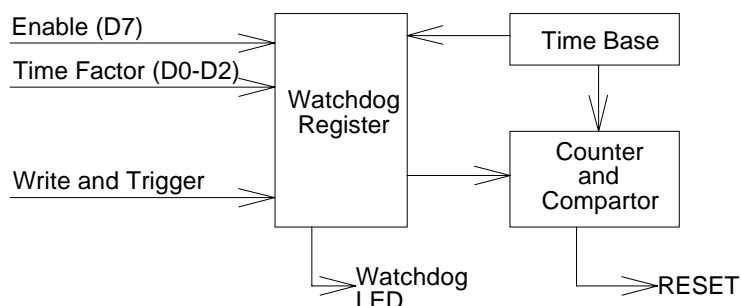 Enable (D7)
Time Base
Time Factor (D0-D2)
Watchdog
Register
Counter
and
Compartor
Write and Trigger
Watchdog
LED
RESET